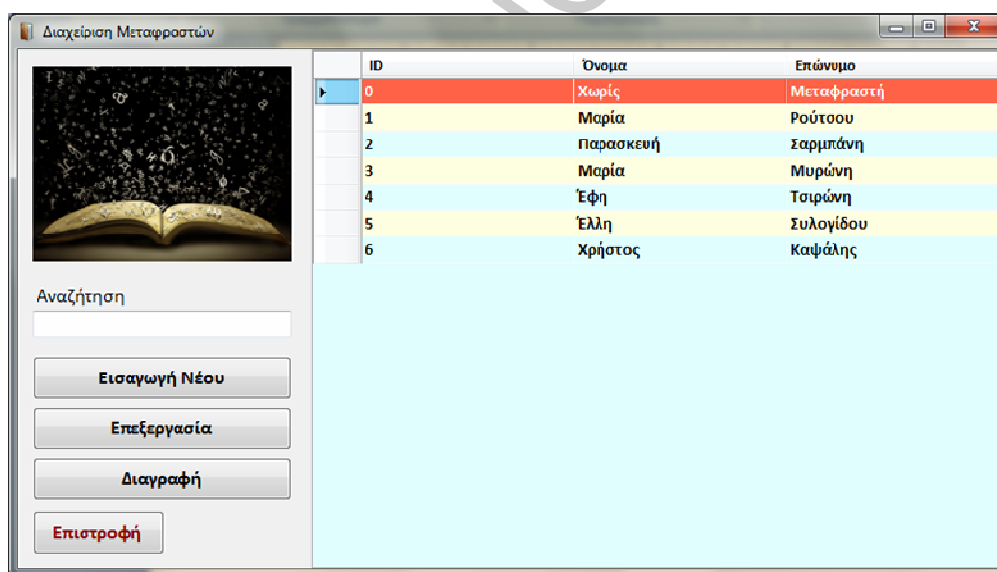 Διαχείριση Μεταφραστών
ID Όνομα Επώνυμο
0 Χωρίς Μεταφραστή
1 Μαρία Ρούτσου
2 Παρασκευή Σαρμπάνη
3 Μαρία Μυρώνη
4 Έφη Τσιρώνη
5 Έλλη Συλογίδου
6 Χρήστος Καψάλης
Αναζήτηση
Εισαγωγή Νέου
Επεξεργασία
Διαγραφή
Επιστροφή